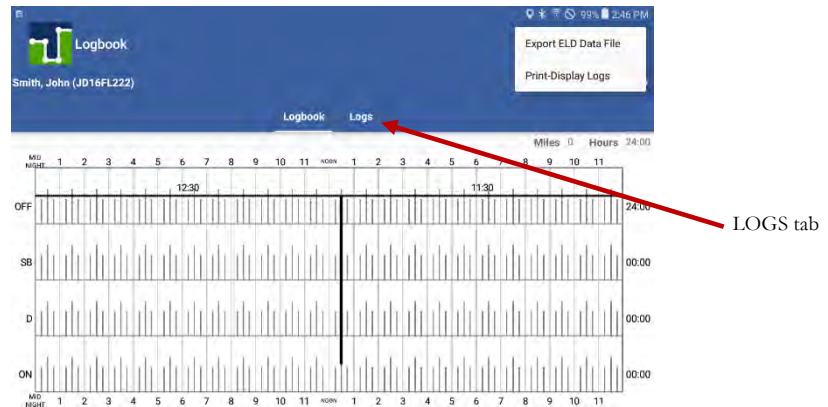 99% 2:46 PM
Logbook
Export ELD Data File
Smith, John (JD16FL222)
Print-Display Logs
Logbook Logs
Miles 0 Hours 24:00
MID NIGHT 1 2 3 4 5 6 7 8 9 10 11 NOON 1 2 3 4 5 6 7 8 9 10 11
12:30 11:30
OFF 24:00
LOGS tab
SB 00:00
D 00:00
ON 00:00
MID NIGHT 1 2 3 4 5 6 7 8 9 10 11 NOON 1 2 3 4 5 6 7 8 9 10 11